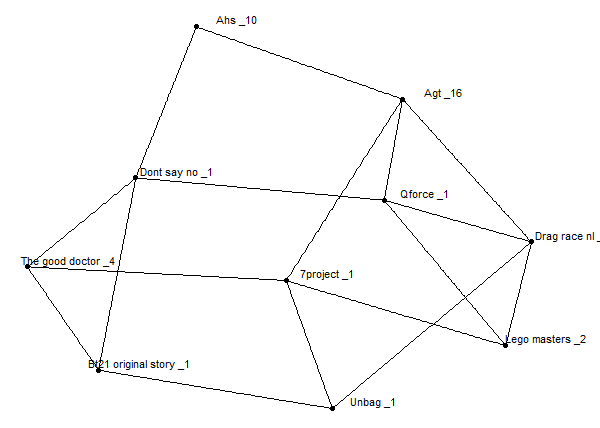 Ahs _10
Agt _16
Dont say no _1
Qforce _1
Drag race nl _
The good doctor _4
7project _1
Lego masters _2
Bt21 original story _1
Unbag _1